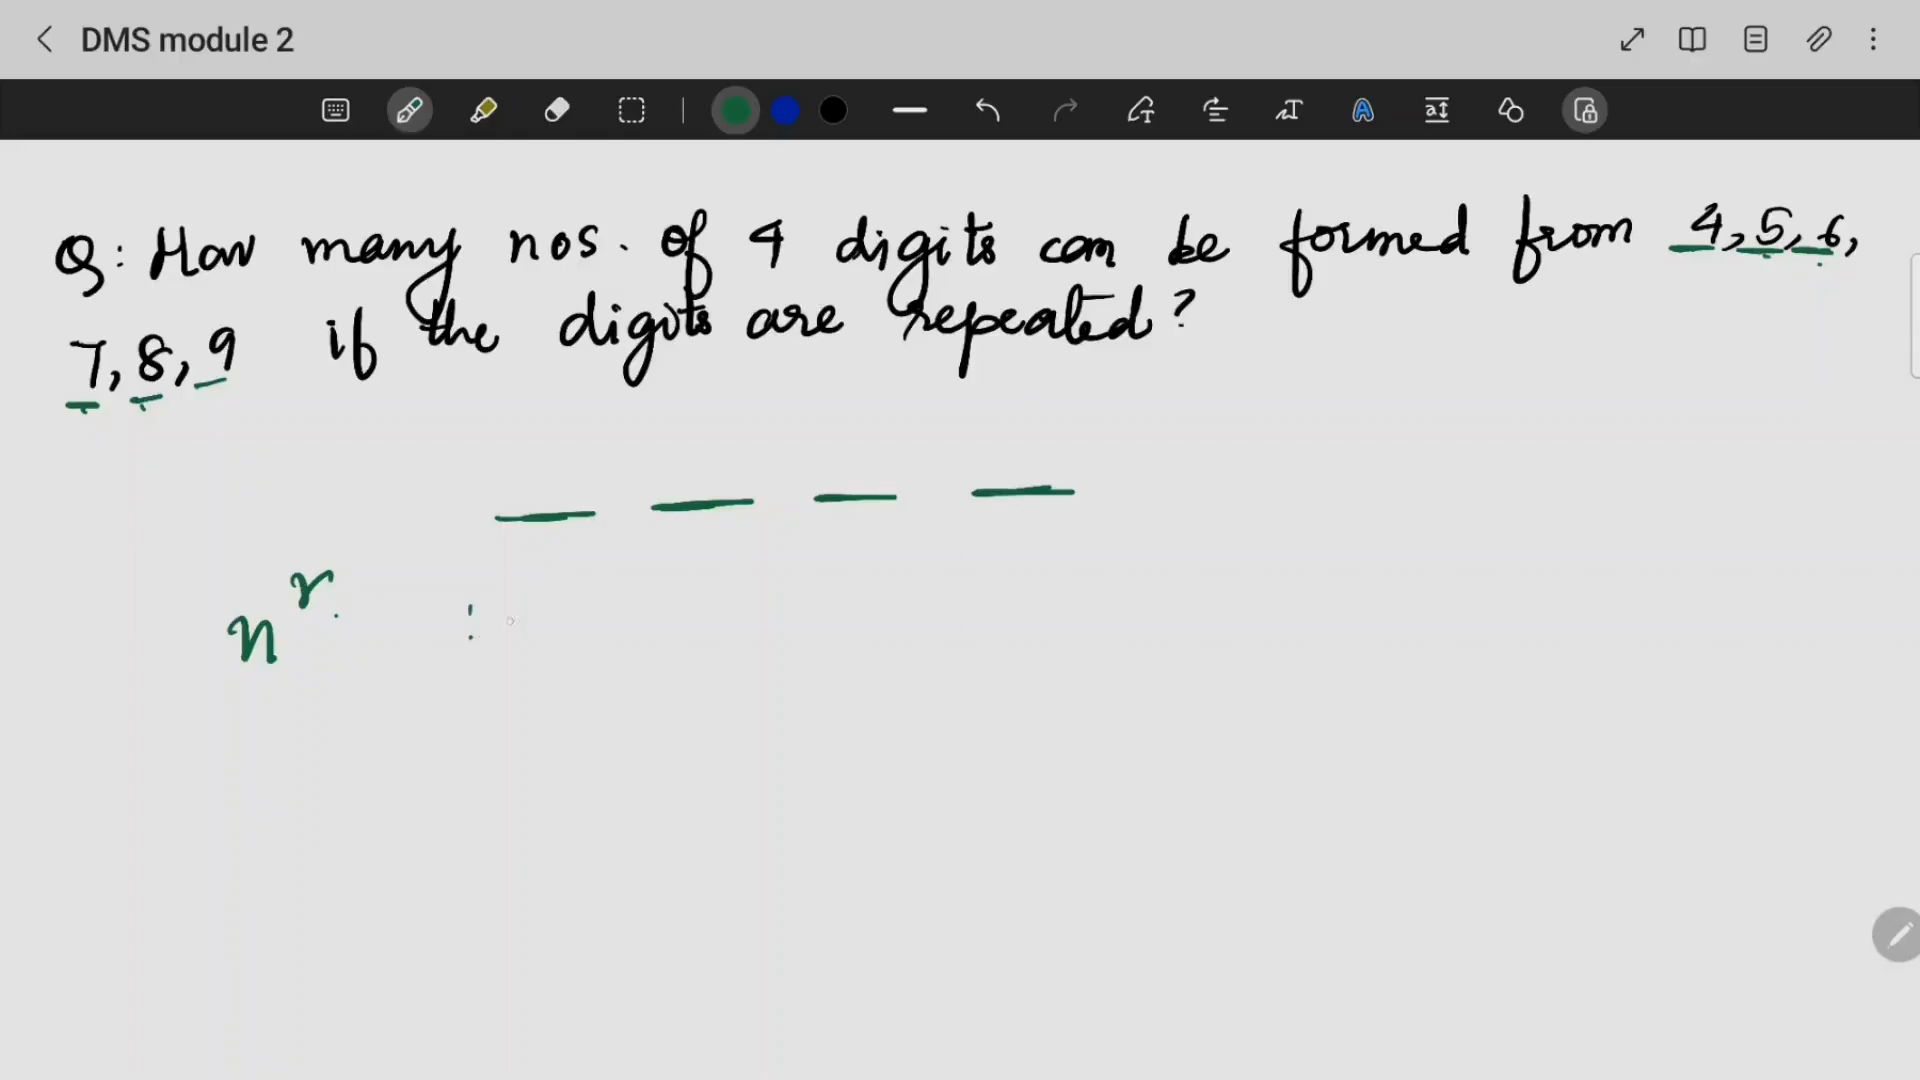 DMS module 2
Q: How many nos. of 4 digits can be formed from 4, 5, 6,
7, 8, 9 if the digits are repeated?
n^r